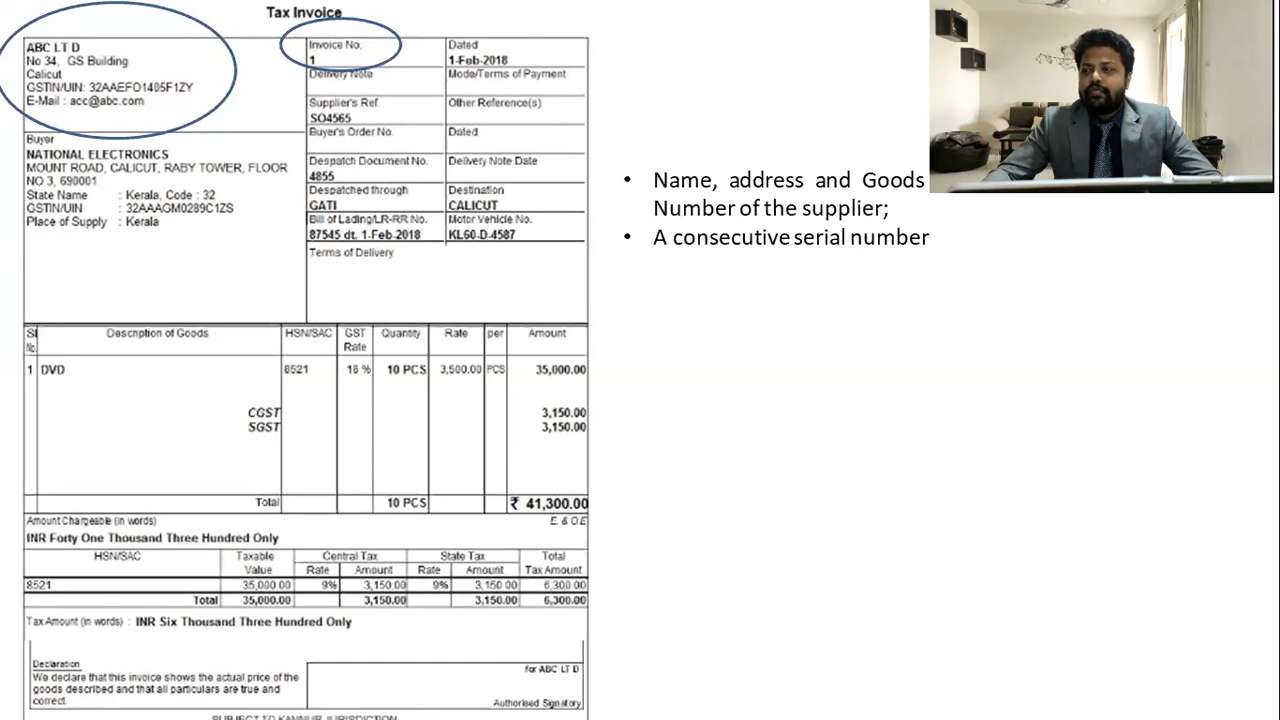 Tax Invoice
ABC LT D
No 34, GS Building
Calicut
GSTIN/UIN: 32AAEFO1405F1ZY
E-Mail : acc@abc.com
Invoice No.
1
Dated
1-Feb-2018
Delivery Note
Mode/Terms of Payment
Supplier's Ref.
SO4565
Other Reference(s)
Buyer
NATIONAL ELECTRONICS
MOUNT ROAD, CALICUT, RABY TOWER, FLOOR
NO 3, 690001
State Name : Kerala, Code : 32
GSTIN/UIN : 32AAAGM0289C1ZS
Place of Supply : Kerala
Buyer's Order No.
Dated
Despatch Document No.
4855
Delivery Note Date
Despatched through
GATI
Destination
CALICUT
Bill of Lading/LR-RR No.
87545 dt. 1-Feb-2018
Motor Vehicle No.
KL60-D-4587
Terms of Delivery
Sl Description of Goods HSN/SAC GST Quantity Rate per Amount
No. Rate
1 DVD 8521 18 % 10 PCS 3,500.00 PCS 35,000.00
CGST 3,150.00
SGST 3,150.00
Total 10 PCS ₹ 41,300.00
Amount Chargeable (in words) E. & O.E
INR Forty One Thousand Three Hundred Only
HSN/SAC Taxable Central Tax State Tax Total
Value Rate Amount Rate Amount Tax Amount
8521 35,000.00 9% 3,150.00 9% 3,150.00 6,300.00
Total 35,000.00 3,150.00 3,150.00 6,300.00
Tax Amount (in words) : INR Six Thousand Three Hundred Only
Declaration
We declare that this invoice shows the actual price of the
goods described and that all particulars are true and
correct.
for ABC LT D
Authorised Signatory
SUBJECT TO KANNUR JURISDICTION
• Name, address and Goods
Number of the supplier;
• A consecutive serial number